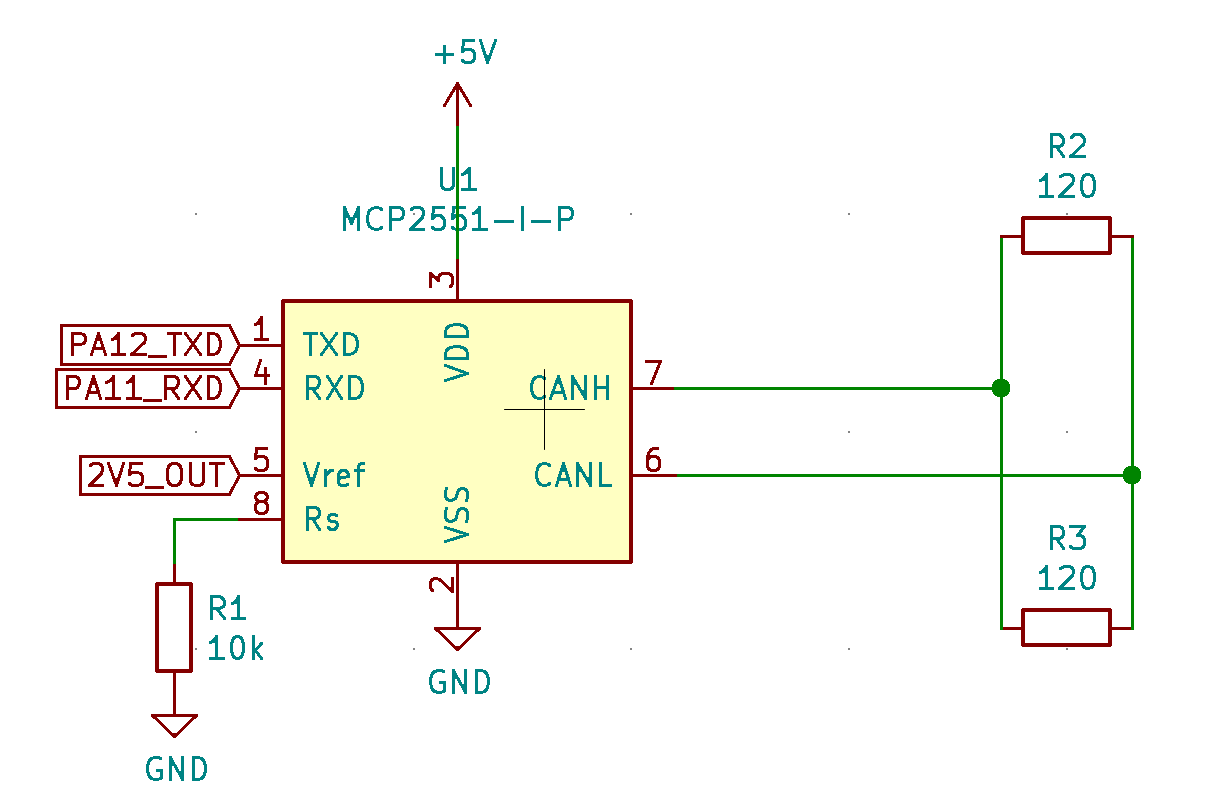 +5V
U1
MCP2551-I-P
R2
120
3
PA12_TXD
1
TXD
VDD
PA11_RXD
4
RXD
CANH
7
2V5_OUT
5
Vref
CANL
6
8
Rs
VSS
R3
120
2
R1
10k
GND
GND